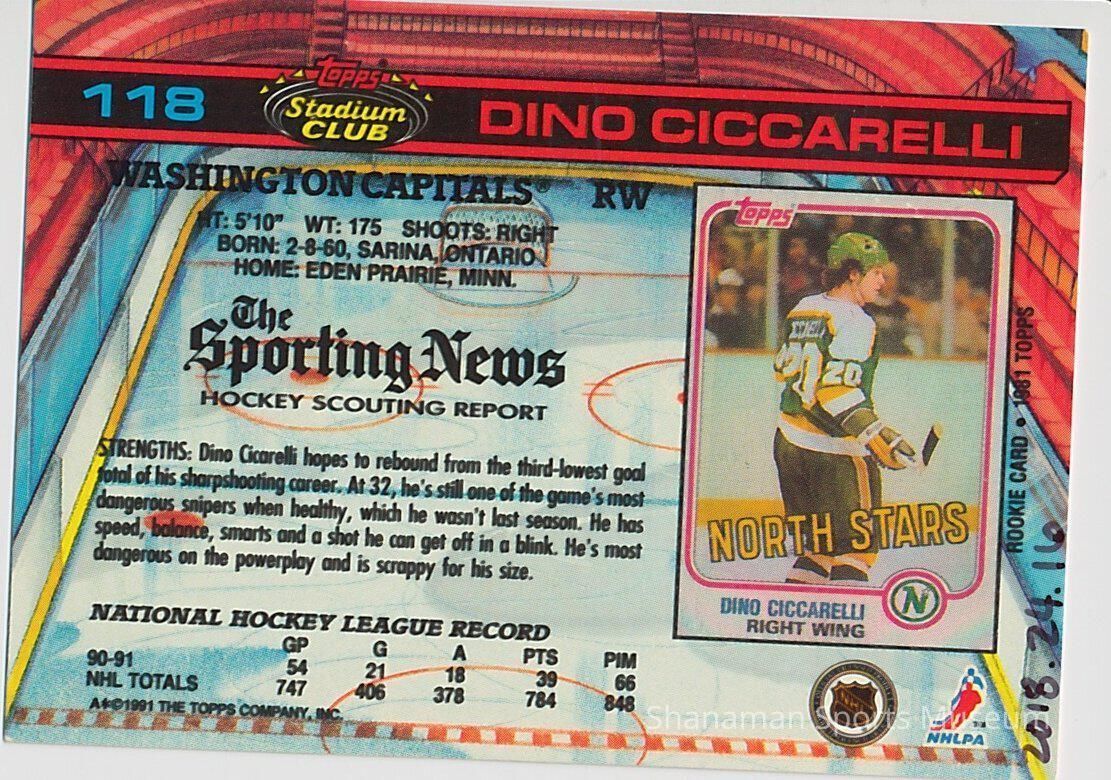 118
TOPPS
Stadium
CLUB
DINO CICCARELLI
WASHINGTON CAPITALS® RW
HT: 5'10" WT: 175 SHOOTS: RIGHT
BORN: 2-8-60, SARINA, ONTARIO
HOME: EDEN PRAIRIE, MINN.
The
Sporting News
HOCKEY SCOUTING REPORT
STRENGTHS: Dino Cicarelli hopes to rebound from the third-lowest goal
total of his sharpshooting career. At 32, he's still one of the game's most
dangerous snipers when healthy, which he wasn't last season. He has
speed, balance, smarts and a shot he can get off in a blink. He's most
dangerous on the powerplay and is scrappy for his size.
NATIONAL HOCKEY LEAGUE RECORD
GP G A PTS PIM
90-91 54 21 18 39 66
NHL TOTALS 747 406 378 784 848
A*©1991 THE TOPPS COMPANY, INC.
TOPPS
20
20
NORTH STARS
N
DINO CICCARELLI
RIGHT WING
ROOKIE CARD • 1981 TOPPS
NHL
NHLPA
2018.24.16
Shanaman Sports Museum